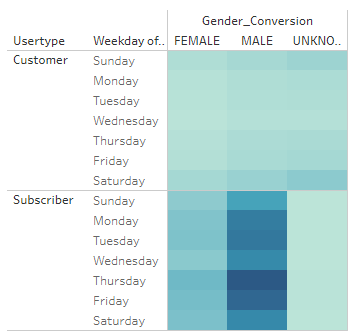 Gender_Conversion
Usertype Weekday of.. FEMALE MALE UNKNO..
Customer Sunday
Monday
Tuesday
Wednesday
Thursday
Friday
Saturday
Subscriber Sunday
Monday
Tuesday
Wednesday
Thursday
Friday
Saturday